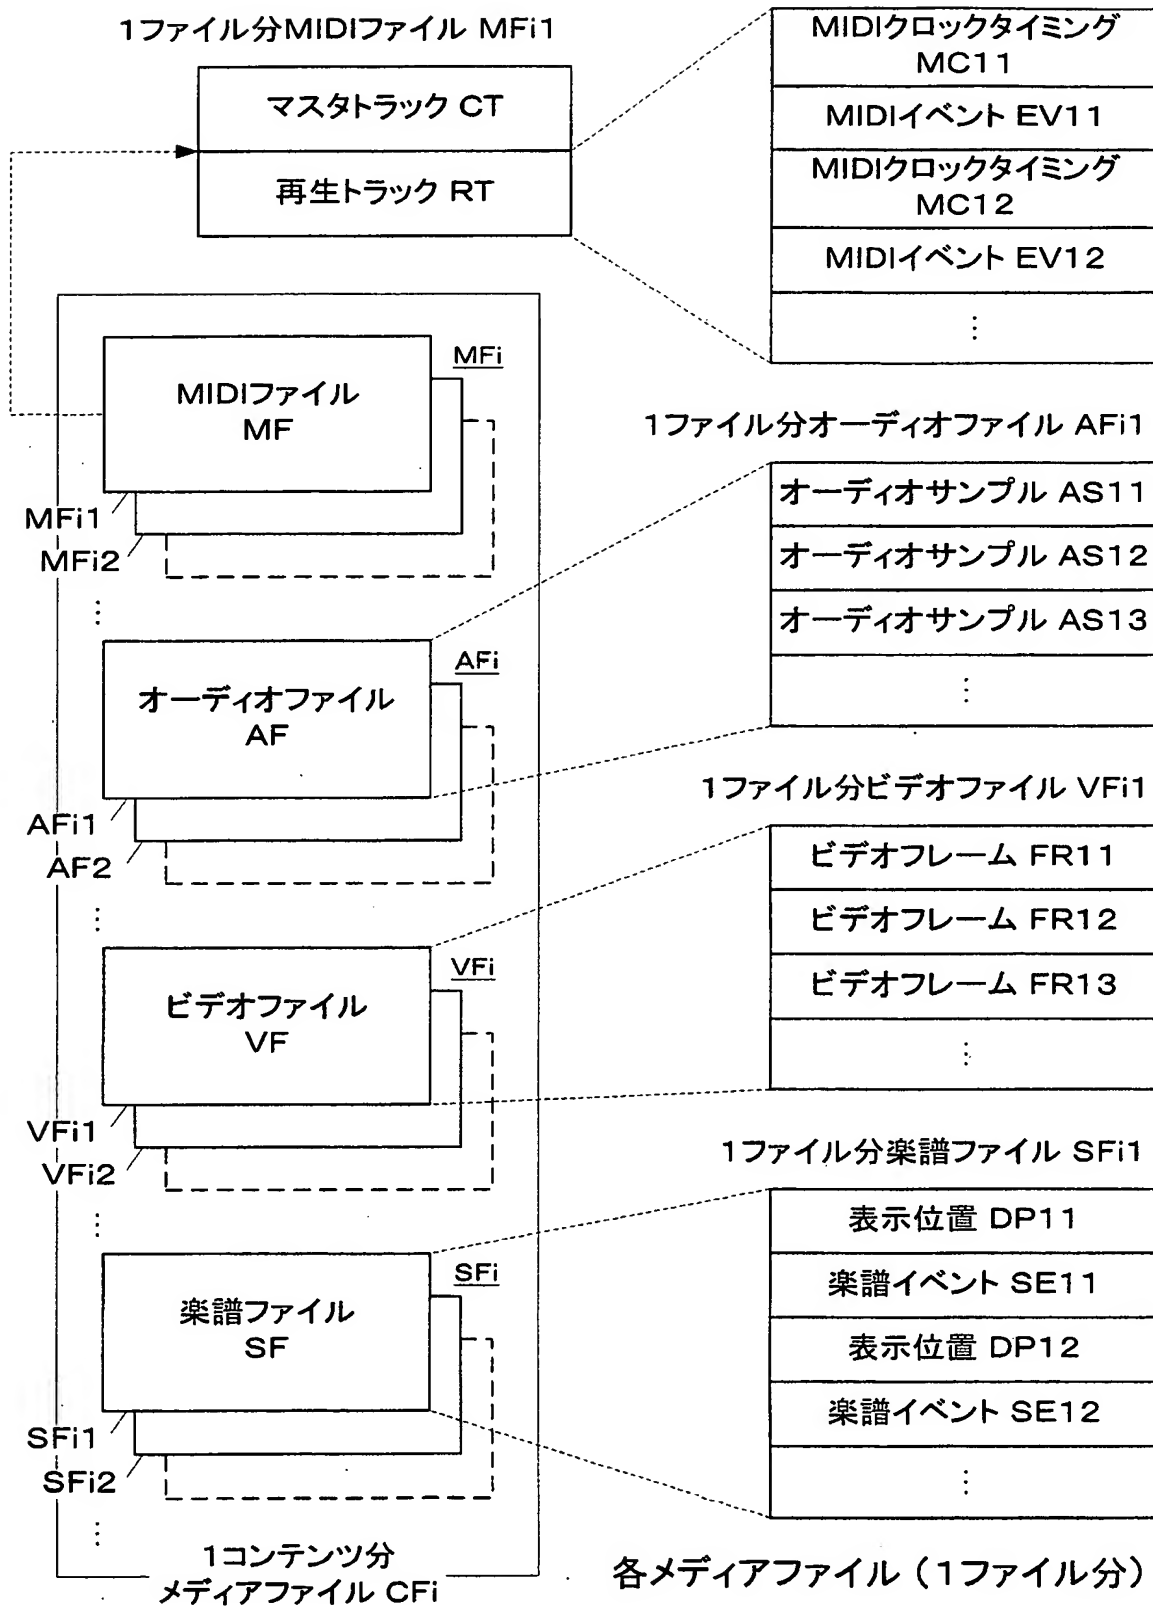 1ファイル分MIDIファイル MFi1
マスタトラック CT
再生トラック RT
MIDIクロックタイミング
MC11
MIDIイベント EV11
MIDIクロックタイミング
MC12
MIDIイベント EV12
⋮
MFi
MIDIファイル
MF
MFi1
MFi2
⋮
1ファイル分オーディオファイル AFi1
オーディオサンプル AS11
オーディオサンプル AS12
オーディオサンプル AS13
⋮
AFi
オーディオファイル
AF
AFi1
AF2
⋮
1ファイル分ビデオファイル VFi1
ビデオフレーム FR11
ビデオフレーム FR12
ビデオフレーム FR13
⋮
VFi
ビデオファイル
VF
VFi1
VFi2
⋮
1ファイル分楽譜ファイル SFi1
表示位置 DP11
楽譜イベント SE11
表示位置 DP12
楽譜イベント SE12
⋮
SFi
楽譜ファイル
SF
SFi1
SFi2
⋮
1コンテンツ分
メディアファイル CFi
各メディアファイル（1ファイル分）